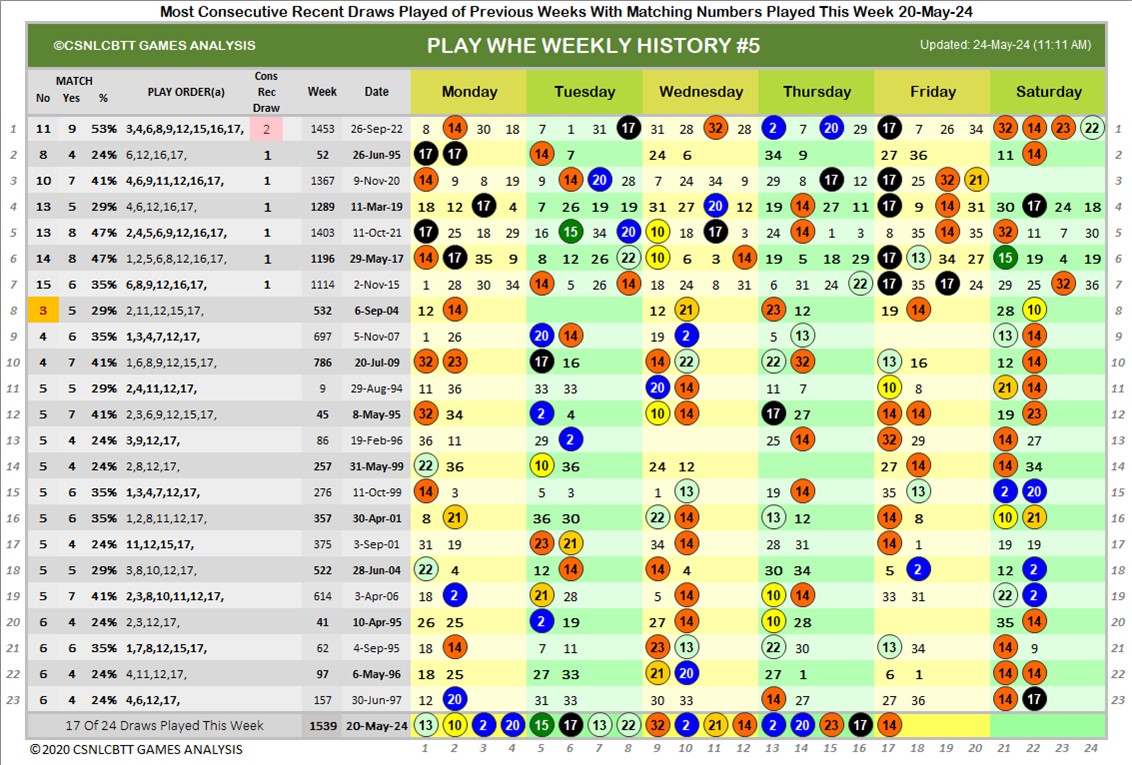 Most Consecutive Recent Draws Played of Previous Weeks With Matching Numbers Played This Week 20-May-24
©CSNLCBTT GAMES ANALYSIS PLAY WHE WEEKLY HISTORY #5 Updated: 24-May-24 (11:11 AM)
No MATCH Yes % PLAY ORDER(a) Cons Rec Draw Week Date Monday Tuesday Wednesday Thursday Friday Saturday
1 11 9 53% 3,4,6,8,9,12,15,16,17, 2 1453 26-Sep-22 8 14 30 18 7 1 31 17 31 28 32 28 2 7 20 29 17 7 26 34 32 14 23 22 1
2 8 4 24% 6,12,16,17, 1 52 26-Jun-95 17 17 14 7 24 6 34 9 27 36 11 14 2
3 10 7 41% 4,6,9,11,12,16,17, 1 1367 9-Nov-20 14 9 8 19 9 14 20 28 7 24 34 9 29 8 17 12 17 25 32 21 3
4 13 5 29% 4,6,12,16,17, 1 1289 11-Mar-19 18 12 17 4 7 26 19 19 31 27 20 12 19 14 27 11 17 9 14 31 30 17 24 18 4
5 13 8 47% 2,4,5,6,9,12,16,17, 1 1403 11-Oct-21 17 25 18 29 16 15 34 20 10 18 17 3 24 14 1 3 8 35 14 35 32 11 7 30 5
6 14 8 47% 1,2,5,6,8,12,16,17, 1 1196 29-May-17 14 17 35 9 8 12 26 22 10 6 3 14 19 5 18 29 17 13 34 27 15 19 4 19 6
7 15 6 35% 6,8,9,12,16,17, 1 1114 2-Nov-15 1 28 30 34 14 5 26 14 18 24 8 31 6 31 24 22 17 35 17 24 29 25 32 36 7
8 3 5 29% 2,11,12,15,17, 532 6-Sep-04 12 14 12 21 23 12 19 14 28 10 8
9 4 6 35% 1,3,4,7,12,17, 697 5-Nov-07 1 26 20 14 19 2 5 13 13 14 9
10 4 7 41% 1,6,8,9,12,15,17, 786 20-Jul-09 32 23 17 16 14 22 22 32 13 16 12 14 10
11 5 5 29% 2,4,11,12,17, 9 29-Aug-94 11 36 33 33 20 14 11 7 10 8 21 14 11
12 5 7 41% 2,3,6,9,12,15,17, 45 8-May-95 32 34 2 4 10 14 17 27 14 14 19 23 12
13 5 4 24% 3,9,12,17, 86 19-Feb-96 36 11 29 2 25 14 32 29 14 27 13
14 5 4 24% 2,8,12,17, 257 31-May-99 22 36 10 36 24 12 27 14 14 34 14
15 5 6 35% 1,3,4,7,12,17, 276 11-Oct-99 14 3 5 3 1 13 19 14 35 13 2 20 15
16 5 6 35% 1,2,8,11,12,17, 357 30-Apr-01 8 21 36 30 22 14 13 12 14 8 10 21 16
17 5 4 24% 11,12,15,17, 375 3-Sep-01 31 19 23 21 34 14 28 31 14 1 19 19 17
18 5 5 29% 3,8,10,12,17, 522 28-Jun-04 22 4 12 14 14 4 30 34 5 2 12 2 18
19 5 7 41% 2,3,8,10,11,12,17, 614 3-Apr-06 18 2 21 28 5 14 10 14 33 31 22 2 19
20 6 4 24% 2,3,12,17, 41 10-Apr-95 26 25 2 19 27 14 10 28 35 14 20
21 6 6 35% 1,7,8,12,15,17, 62 4-Sep-95 18 14 7 11 23 13 22 30 13 34 14 9 21
22 6 4 24% 4,11,12,17, 97 6-May-96 18 25 27 33 21 20 27 1 6 1 14 14 22
23 6 4 24% 4,6,12,17, 157 30-Jun-97 12 20 31 33 30 33 14 27 27 36 14 17 23
17 Of 24 Draws Played This Week 1539 20-May-24 13 10 2 20 15 17 13 22 32 2 21 14 2 20 23 17 14
© 2020 CSNLCBTT GAMES ANALYSIS 1 2 3 4 5 6 7 8 9 10 11 12 13 14 15 16 17 18 19 20 21 22 23 24